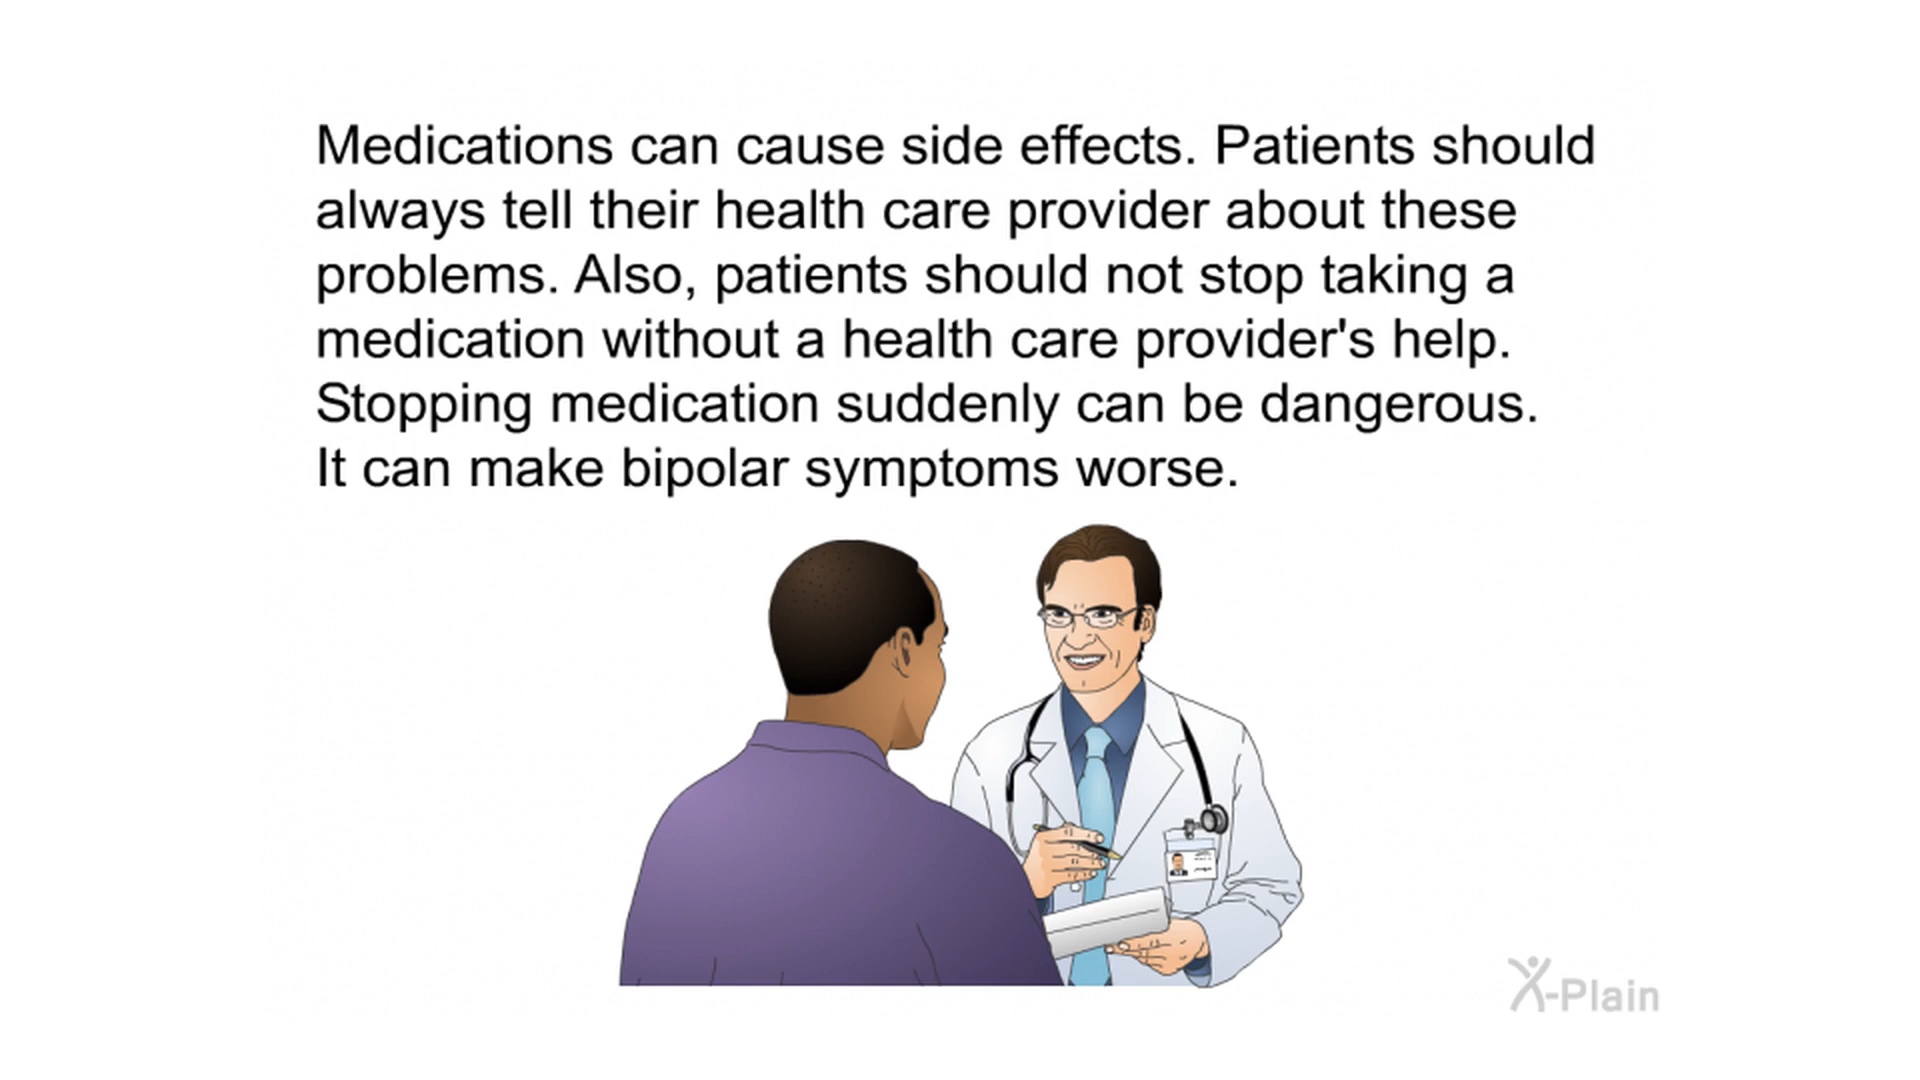 Medications can cause side effects. Patients should
always tell their health care provider about these
problems. Also, patients should not stop taking a
medication without a health care provider's help.
Stopping medication suddenly can be dangerous.
It can make bipolar symptoms worse.
X-Plain